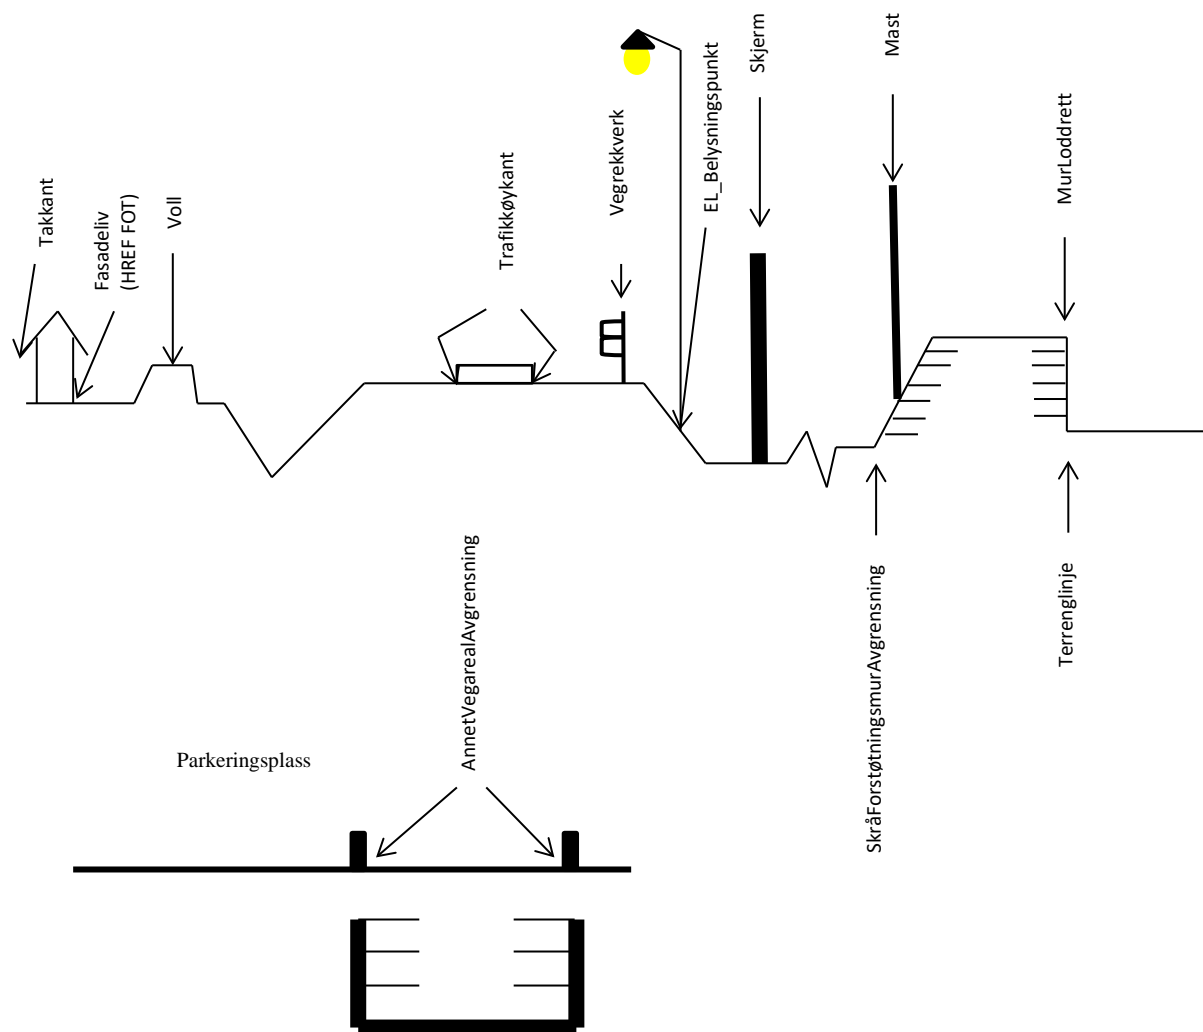 Takkant
Fasadeliv
(HREF FOT)
Voll
Trafikkøykant
Vegrekkverk
EL_Belysningspunkt
Skjerm
Mast
MurLoddrett
SkråForstøtningsmurAvgrensning
Terrenglinje
AnnetVegarealAvgrensning
Parkeringsplass